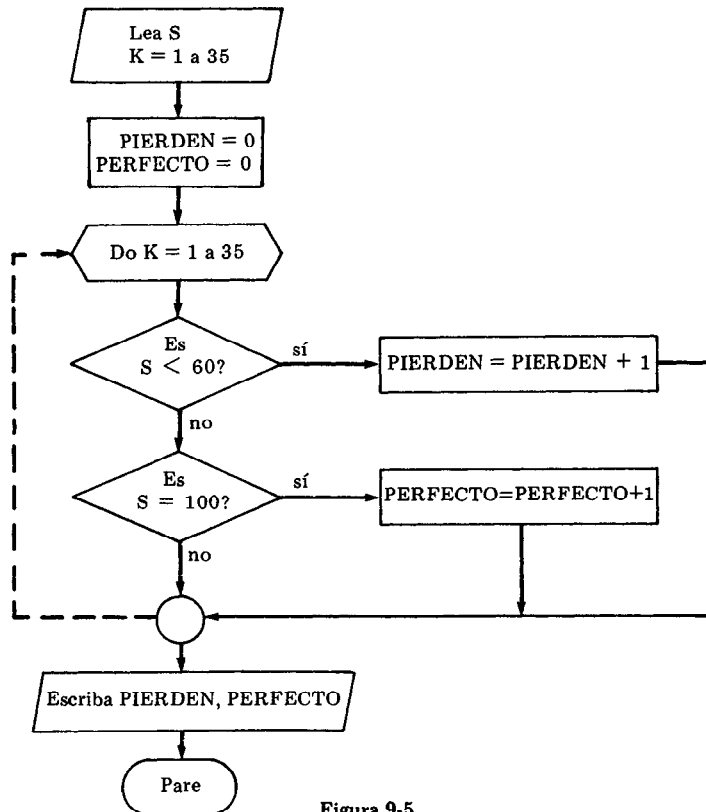 Lea S
K = 1 a 35
PIERDEN = 0
PERFECTO = 0
Do K = 1 a 35
Es
S < 60?
sí
PIERDEN = PIERDEN + 1
no
Es
S = 100?
sí
PERFECTO=PERFECTO+1
no
Escriba PIERDEN, PERFECTO
Pare
Figura 9-5